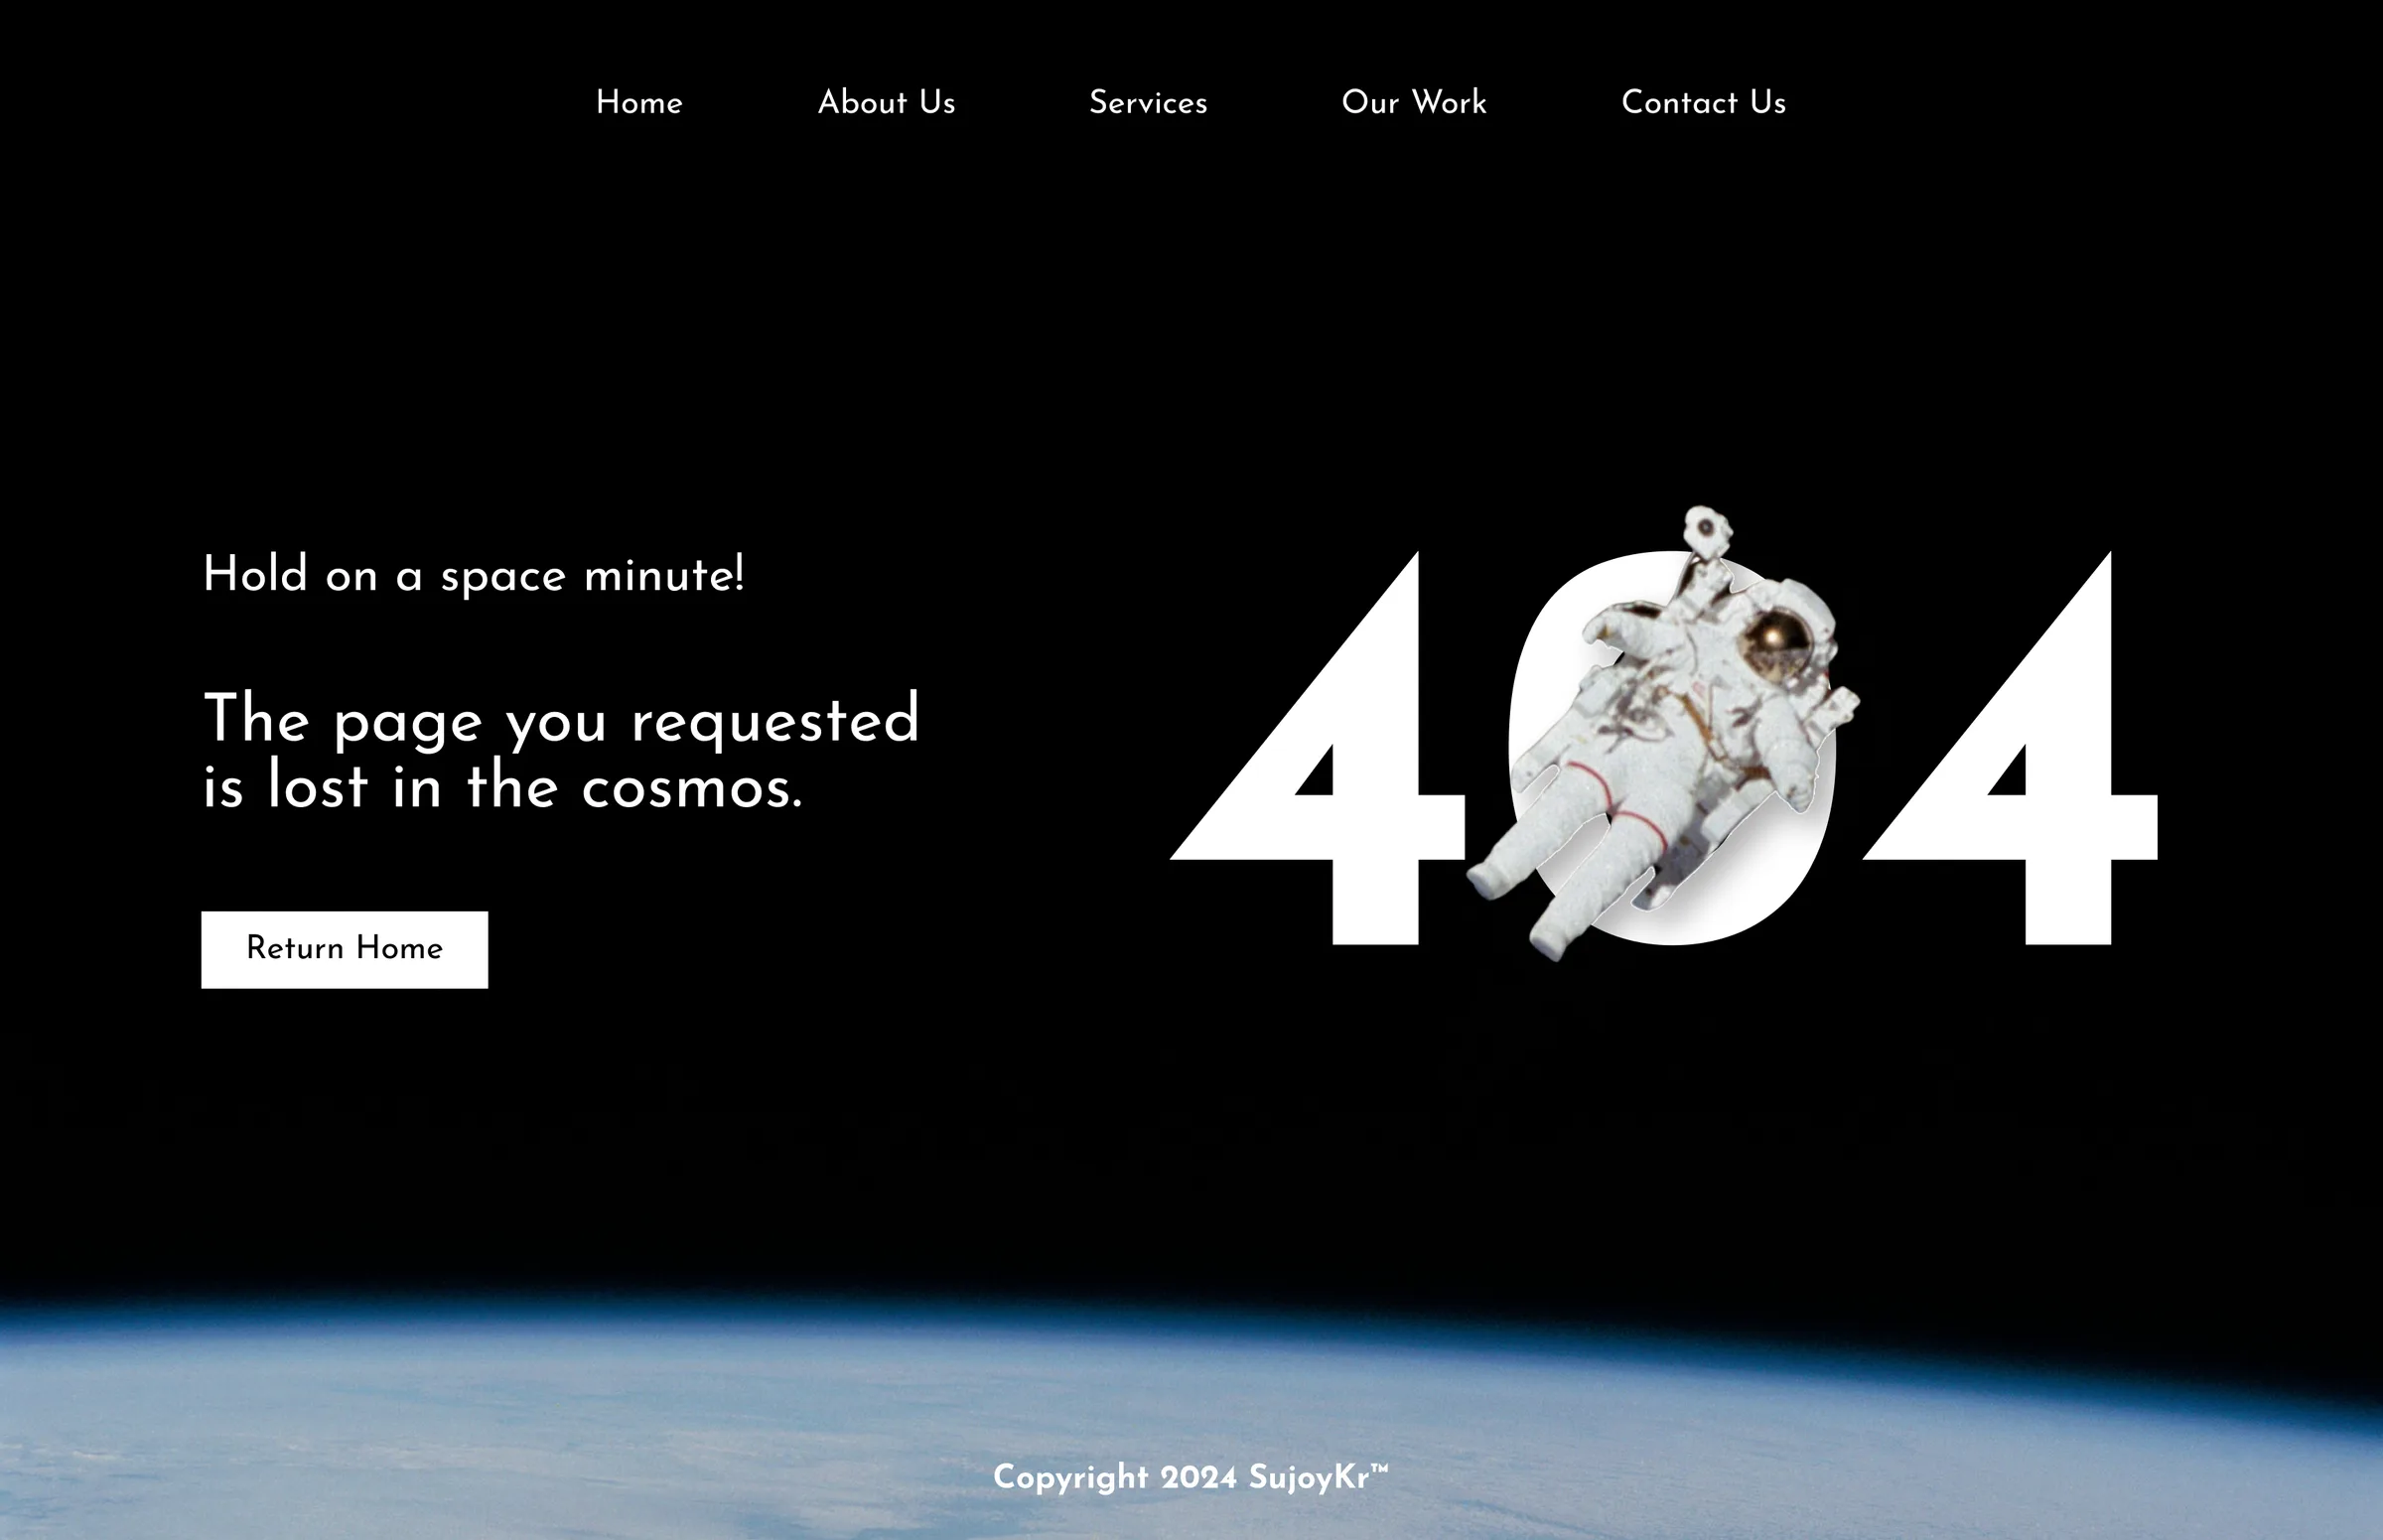 Home About Us Services Our Work Contact Us
Hold on a space minute!
The page you requested
is lost in the cosmos.
Return Home
404
Copyright 2024 SujoyKr™